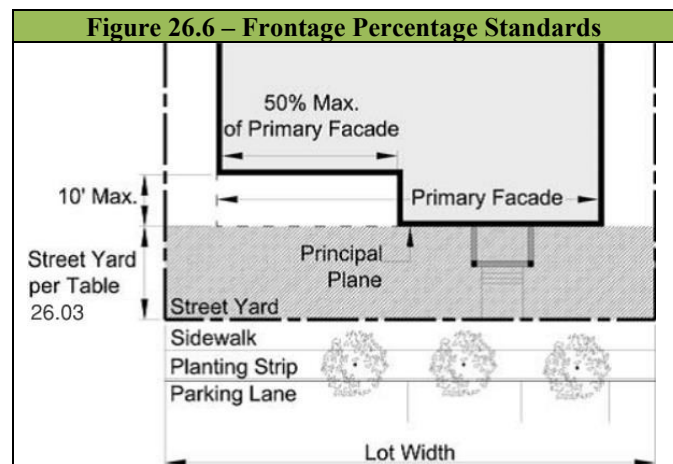 Figure 26.6 – Frontage Percentage Standards
50% Max.
of Primary Facade
10' Max.
Primary Facade
Street Yard
per Table
26.03
Principal
Plane
Street Yard
Sidewalk
Planting Strip
Parking Lane
Lot Width